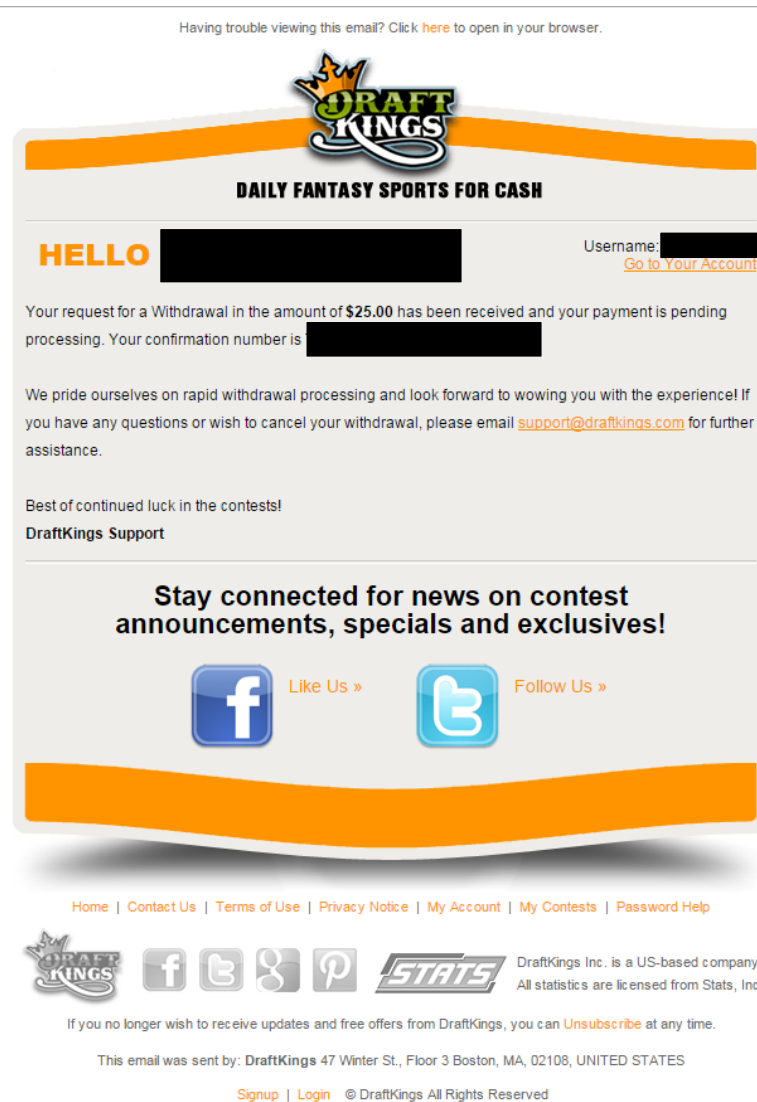 Having trouble viewing this email? Click here to open in your browser.
DRAFT
KINGS
DAILY FANTASY SPORTS FOR CASH
HELLO
Username:
Go to Your Account
Your request for a Withdrawal in the amount of $25.00 has been received and your payment is pending
processing. Your confirmation number is
We pride ourselves on rapid withdrawal processing and look forward to wowing you with the experience! If
you have any questions or wish to cancel your withdrawal, please email support@draftkings.com for further
assistance.
Best of continued luck in the contests!
DraftKings Support
Stay connected for news on contest
announcements, specials and exclusives!
f Like Us » t Follow Us »
Home | Contact Us | Terms of Use | Privacy Notice | My Account | My Contests | Password Help
DRAFT
KINGS
f t g P STATS
DraftKings Inc. is a US-based company
All statistics are licensed from Stats, Inc
If you no longer wish to receive updates and free offers from DraftKings, you can Unsubscribe at any time.
This email was sent by: DraftKings 47 Winter St., Floor 3 Boston, MA, 02108, UNITED STATES
Signup | Login © DraftKings All Rights Reserved